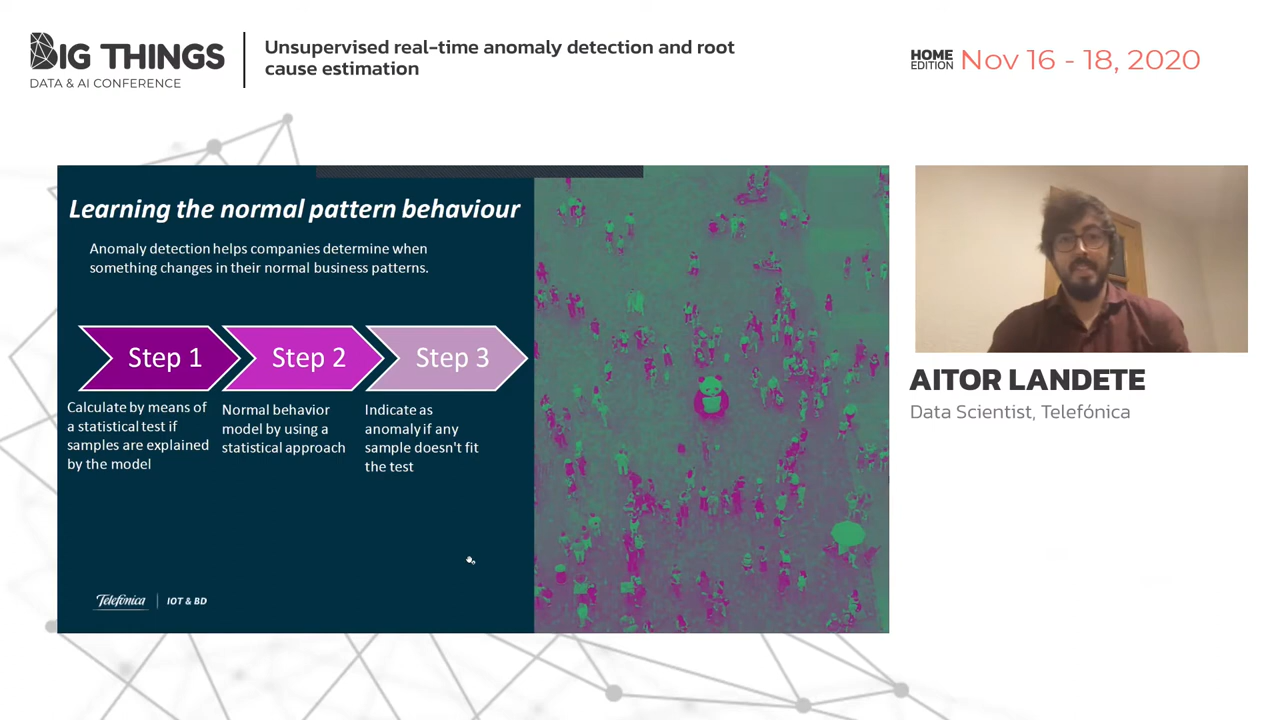 BIG THINGS
DATA & AI CONFERENCE
Unsupervised real-time anomaly detection and root
cause estimation
HOME
EDITION
Nov 16 - 18, 2020
Learning the normal pattern behaviour
Anomaly detection helps companies determine when
something changes in their normal business patterns.
Step 1
Step 2
Step 3
Calculate by means of
a statistical test if
samples are explained
by the model
Normal behavior
model by using a
statistical approach
Indicate as
anomaly if any
sample doesn't fit
the test
Telefónica
IOT & BD
AITOR LANDETE
Data Scientist, Telefónica